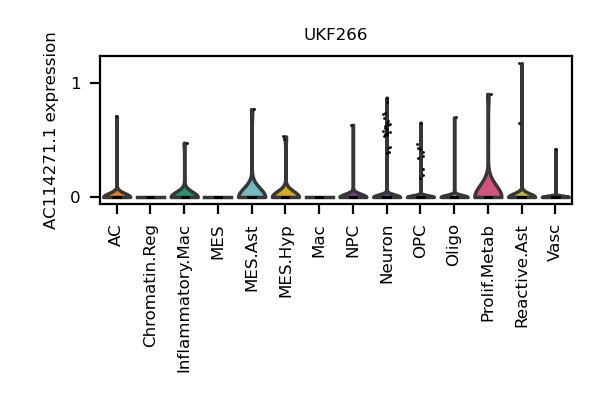 UKF266
AC114271.1 expression
1
0
AC
Chromatin.Reg
Inflammatory.Mac
MES
MES.Ast
MES.Hyp
Mac
NPC
Neuron
OPC
Oligo
Prolif.Metab
Reactive.Ast
Vasc